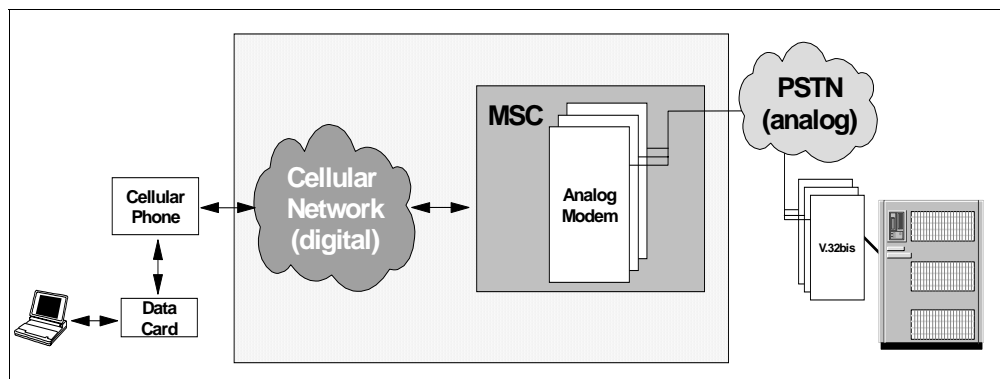 Cellular
Phone
Data
Card
Cellular
Network
(digital)
MSC
Analog
Modem
PSTN
(analog)
V.32bis